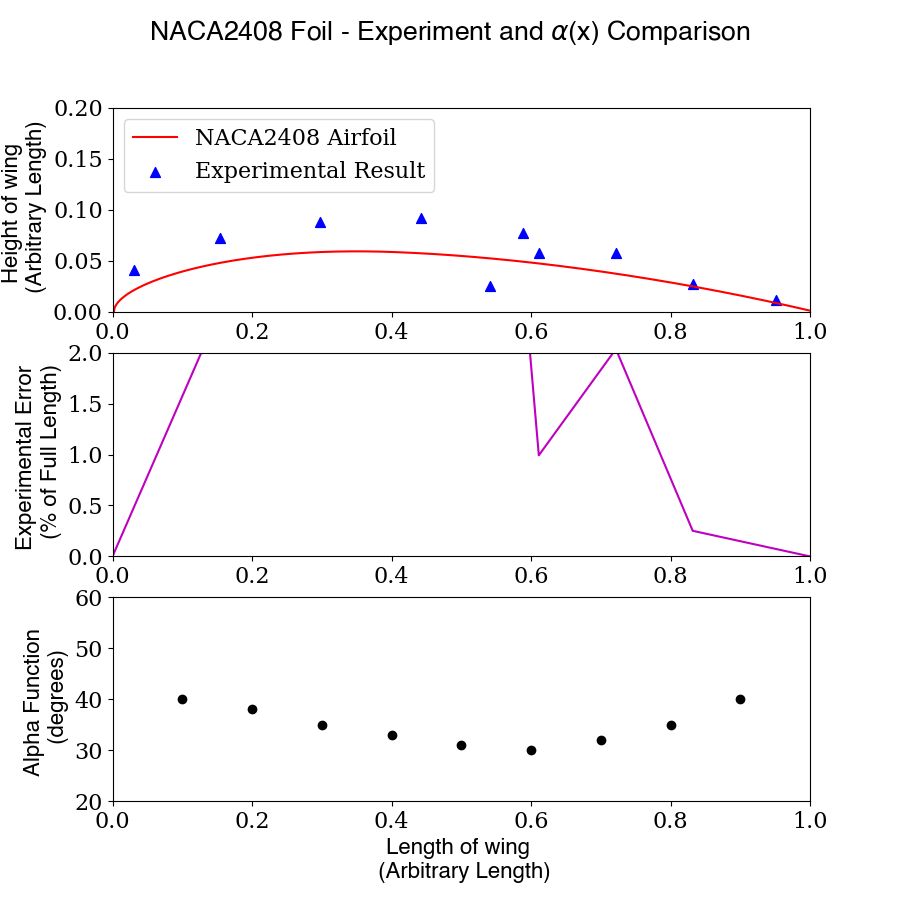 NACA2408 Foil - Experiment and α(x) Comparison
Height of wing
(Arbitrary Length)
0.20
0.15
0.10
0.05
0.00
NACA2408 Airfoil
Experimental Result
0.0 0.2 0.4 0.6 0.8 1.0
Experimental Error
(% of Full Length)
2.0
1.5
1.0
0.5
0.0
0.0 0.2 0.4 0.6 0.8 1.0
Alpha Function
(degrees)
60
50
40
30
20
0.0 0.2 0.4 0.6 0.8 1.0
Length of wing
(Arbitrary Length)